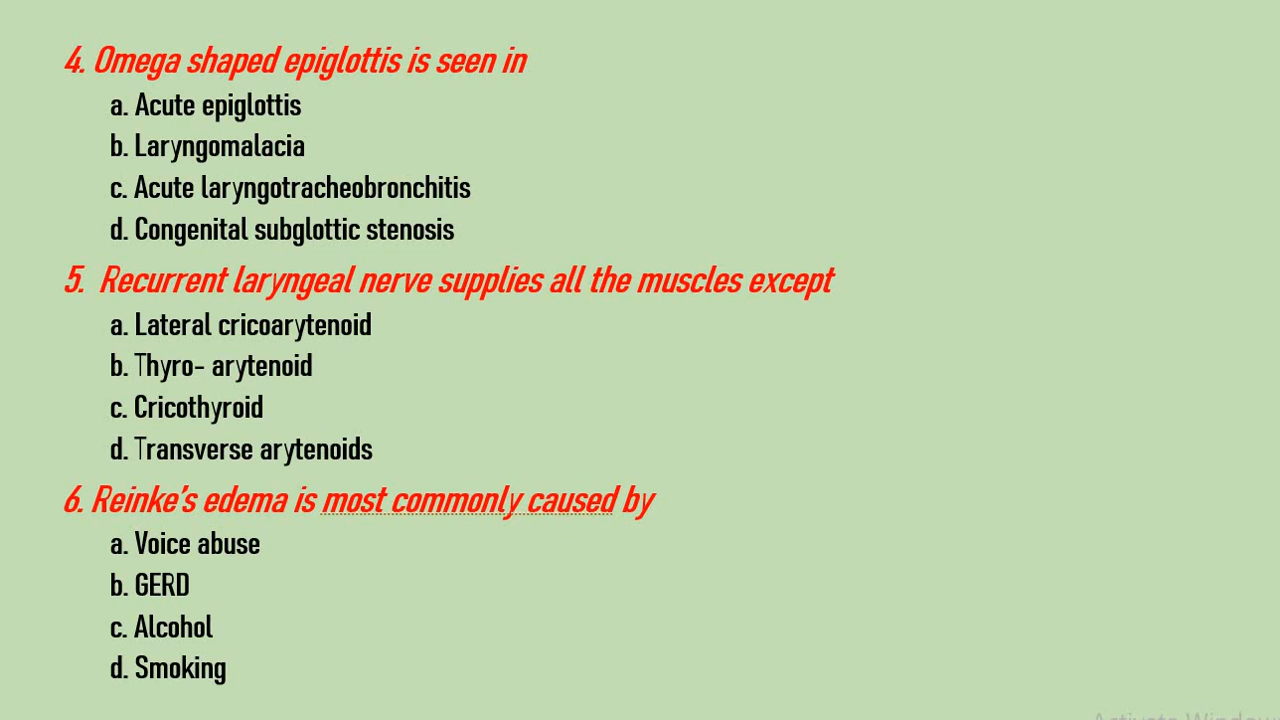 4. Omega shaped epiglottis is seen in
a. Acute epiglottis
b. Laryngomalacia
c. Acute laryngotracheobronchitis
d. Congenital subglottic stenosis
5. Recurrent laryngeal nerve supplies all the muscles except
a. Lateral cricoarytenoid
b. Thyro- arytenoid
c. Cricothyroid
d. Transverse arytenoids
6. Reinke's edema is most commonly caused by
a. Voice abuse
b. GERD
c. Alcohol
d. Smoking